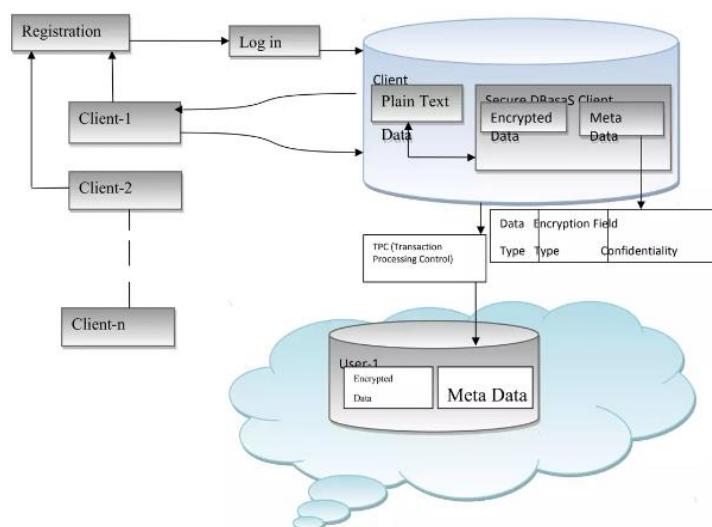 Registration
Log in
Client
Plain Text
Data
Secure DBasaS Client
Encrypted
Data
Meta
Data
Client-1
Client-2
Client-n
Data Encryption Field
Type Type Confidentiality
TPC (Transaction
Processing Control)
User-1
Encrypted
Data
Meta Data